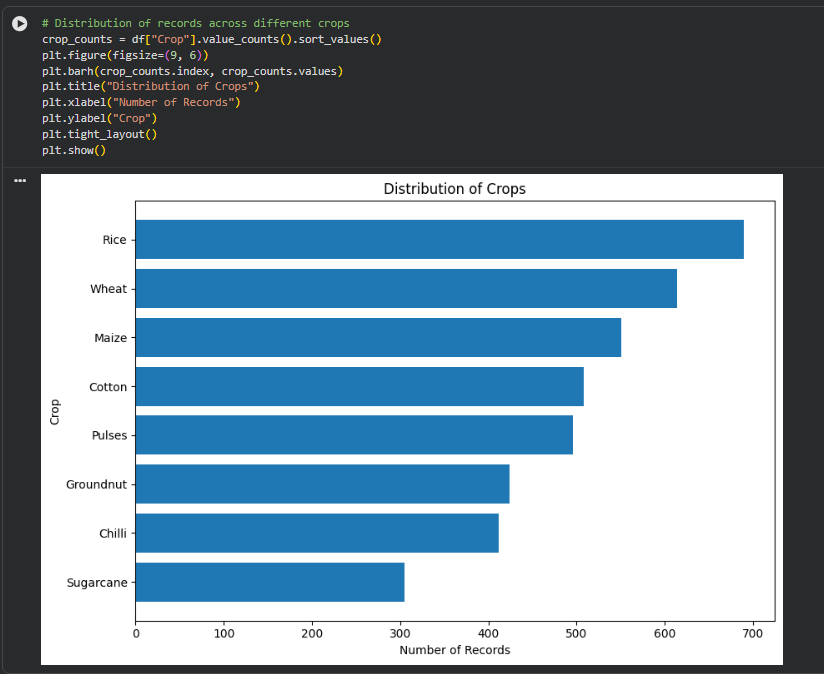 # Distribution of records across different crops
crop_counts = df["Crop"].value_counts().sort_values()
plt.figure(figsize=(9, 6))
plt.barh(crop_counts.index, crop_counts.values)
plt.title("Distribution of Crops")
plt.xlabel("Number of Records")
plt.ylabel("Crop")
plt.tight_layout()
plt.show()
Distribution of Crops
Rice
Wheat
Maize
Cotton
Crop
Pulses
Groundnut
Chilli
Sugarcane
0 100 200 300 400 500 600 700
Number of Records